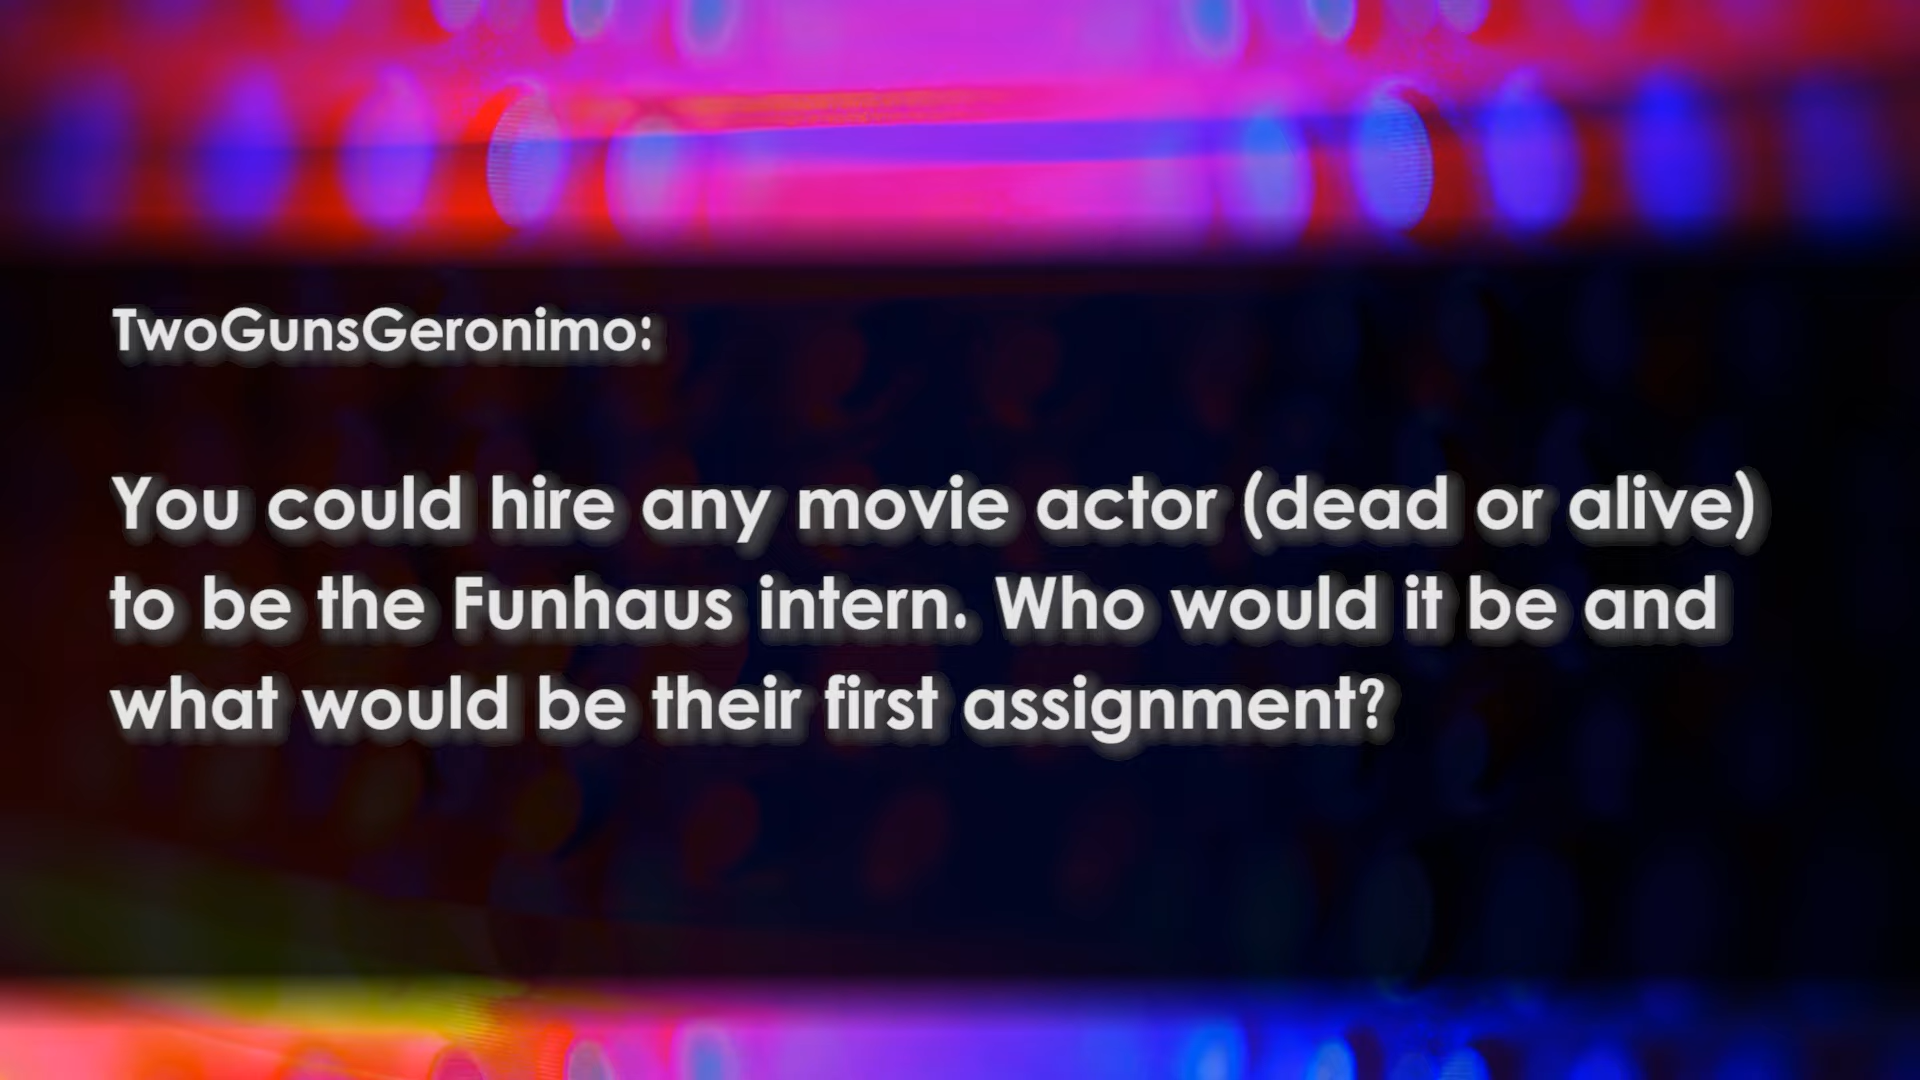 TwoGunsGeronimo:
You could hire any movie actor (dead or alive)
to be the Funhaus intern. Who would it be and
what would be their first assignment?